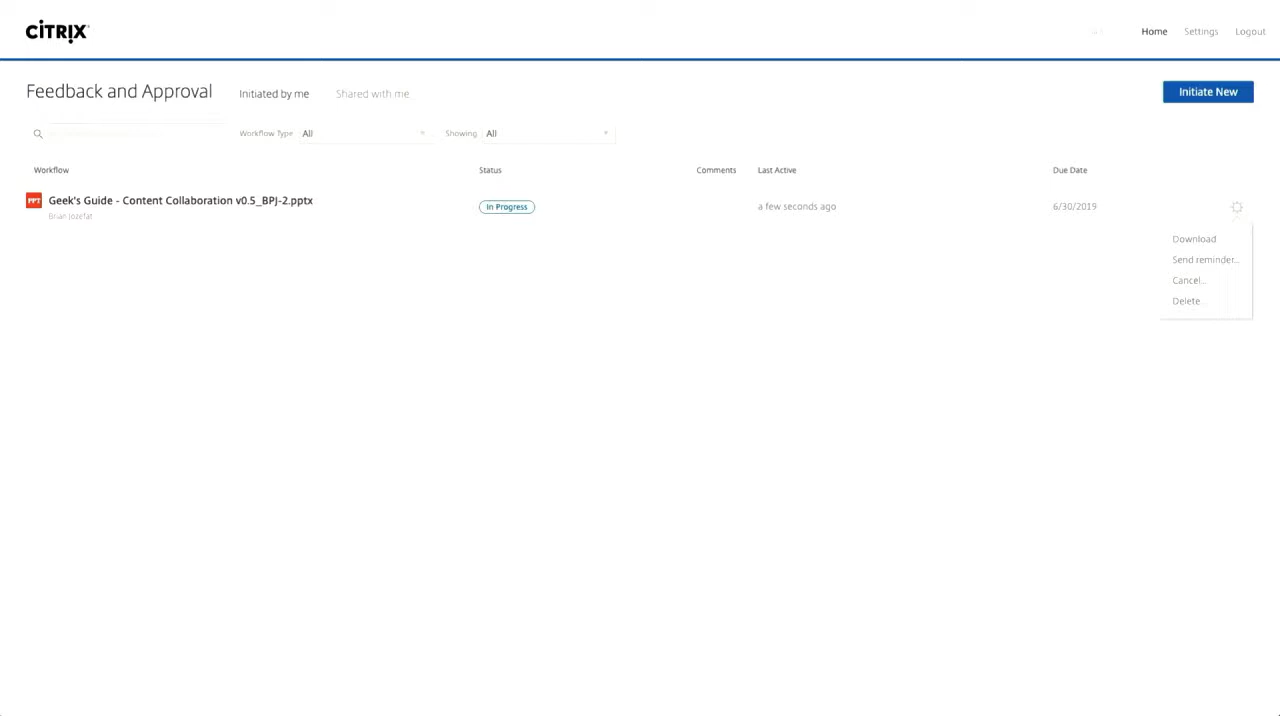 CITRIX
Home Settings Logout
Feedback and Approval Initiated by me Shared with me Initiate New
Workflow Type All Showing All
Workflow Status Comments Last Active Due Date
PPT Geek's Guide - Content Collaboration v0.5_BPJ-2.pptx
Brian Jozefat
In Progress a few seconds ago 6/30/2019
Download
Send reminder...
Cancel...
Delete...